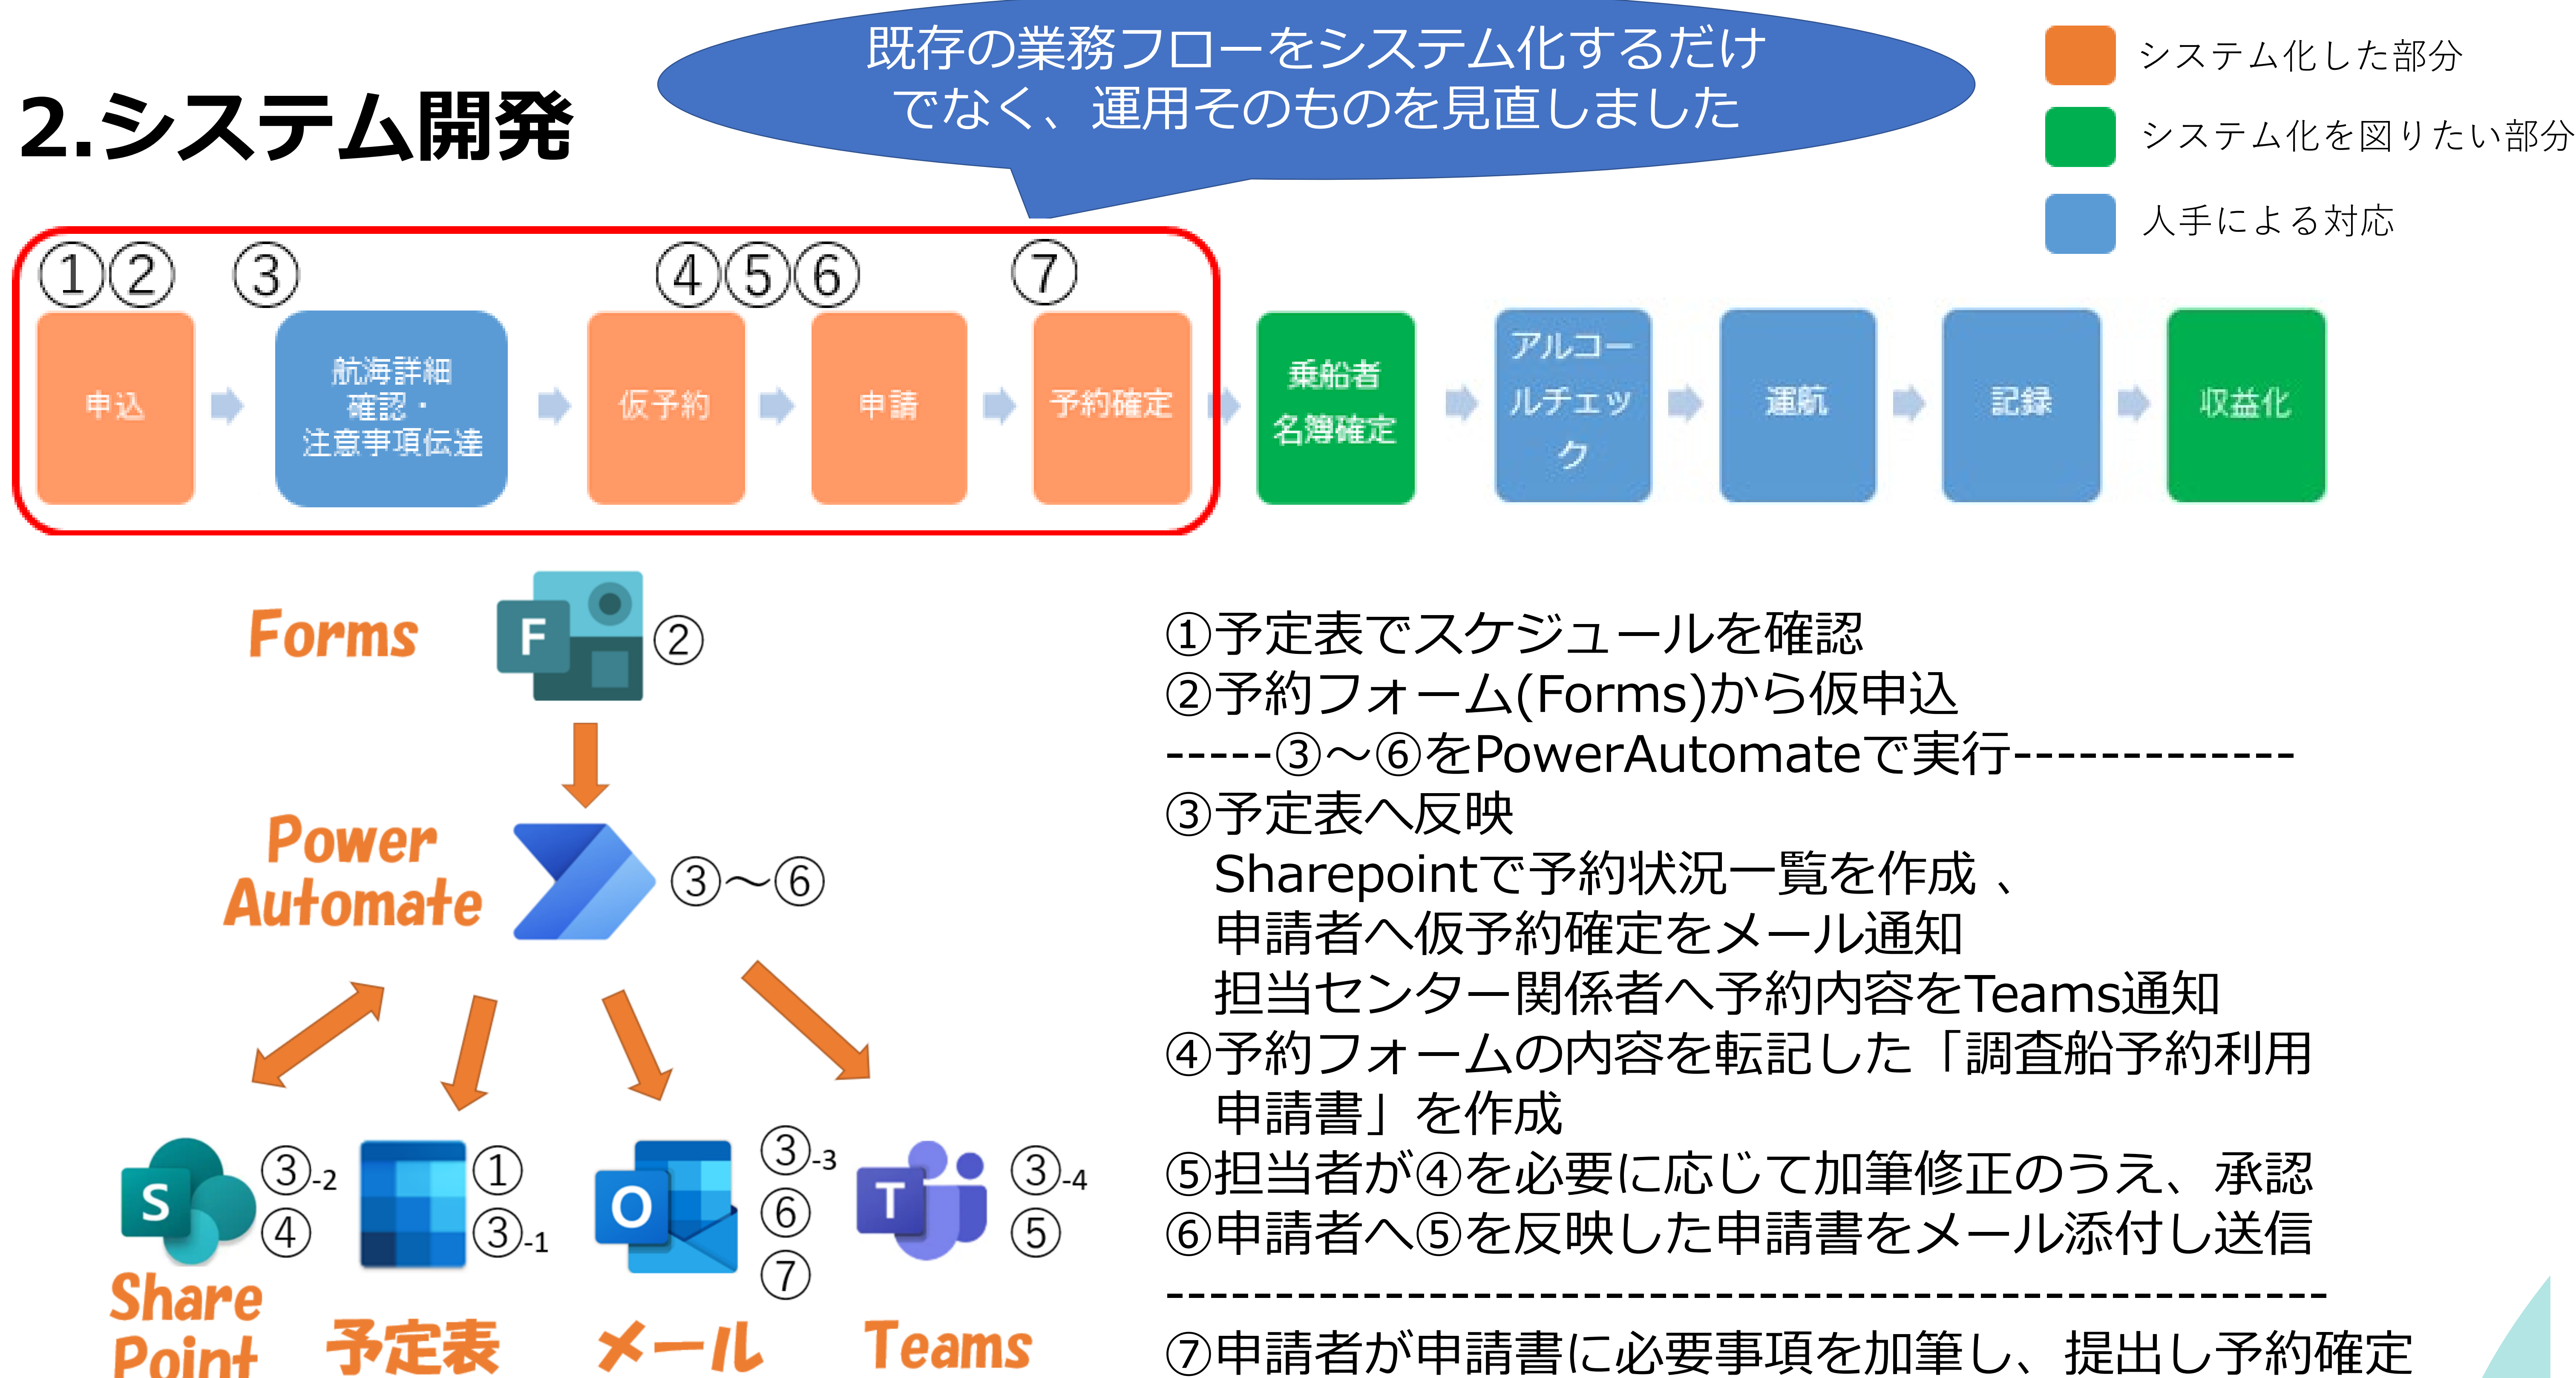 既存の業務フローをシステム化するだけ
でなく、運用そのものを見直しました
2.システム開発
システム化した部分
システム化を図りたい部分
人手による対応
①②
③
④⑤⑥
⑦
申込
航海詳細
確認・
注意事項伝達
仮予約
申請
予約確定
乗船者
名簿確定
アルコー
ルチェッ
ク
運航
記録
収益化
Forms
F
②
Power
Automate
③～⑥
S
③-2
④
Share
Point
①
③-1
予定表
O
③-3
⑥
⑦
メール
T
③-4
⑤
Teams
①予定表でスケジュールを確認
②予約フォーム(Forms)から仮申込
-----③～⑥をPowerAutomateで実行-------------
③予定表へ反映
Sharepointで予約状況一覧を作成 、
申請者へ仮予約確定をメール通知
担当センター関係者へ予約内容をTeams通知
④予約フォームの内容を転記した「調査船予約利用
申請書」を作成
⑤担当者が④を必要に応じて加筆修正のうえ、承認
⑥申請者へ⑤を反映した申請書をメール添付し送信
-----------------------------------------------------
⑦申請者が申請書に必要事項を加筆し、提出し予約確定